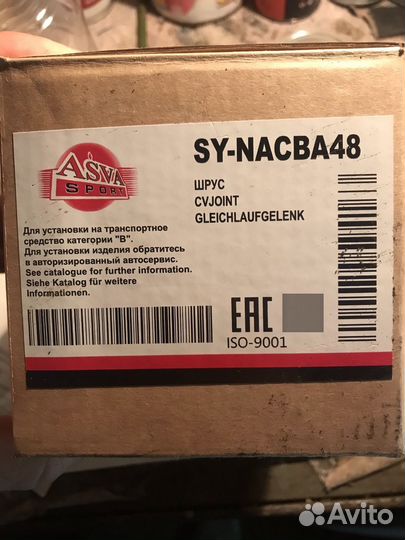 ASVA
SPORT
SY-NACBA48
ШРУС
CVJOINT
GLEICHLAUFGELENK
Для установки на транспортное
средство категории "В".
Для установки изделия обратитесь
в авторизированный автосервис.
See catalogue for further information.
Siehe Katalog für weitere
Informationen.
EAC
ISO-9001
Avito